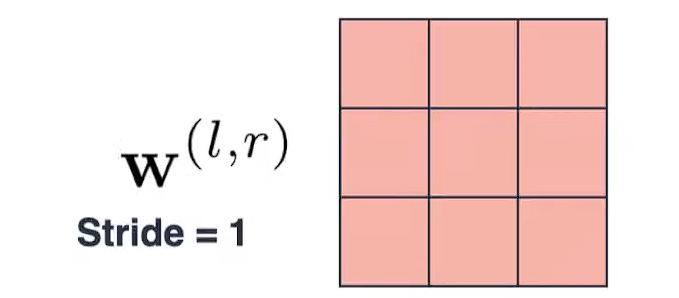 w^(l,r)
Stride = 1